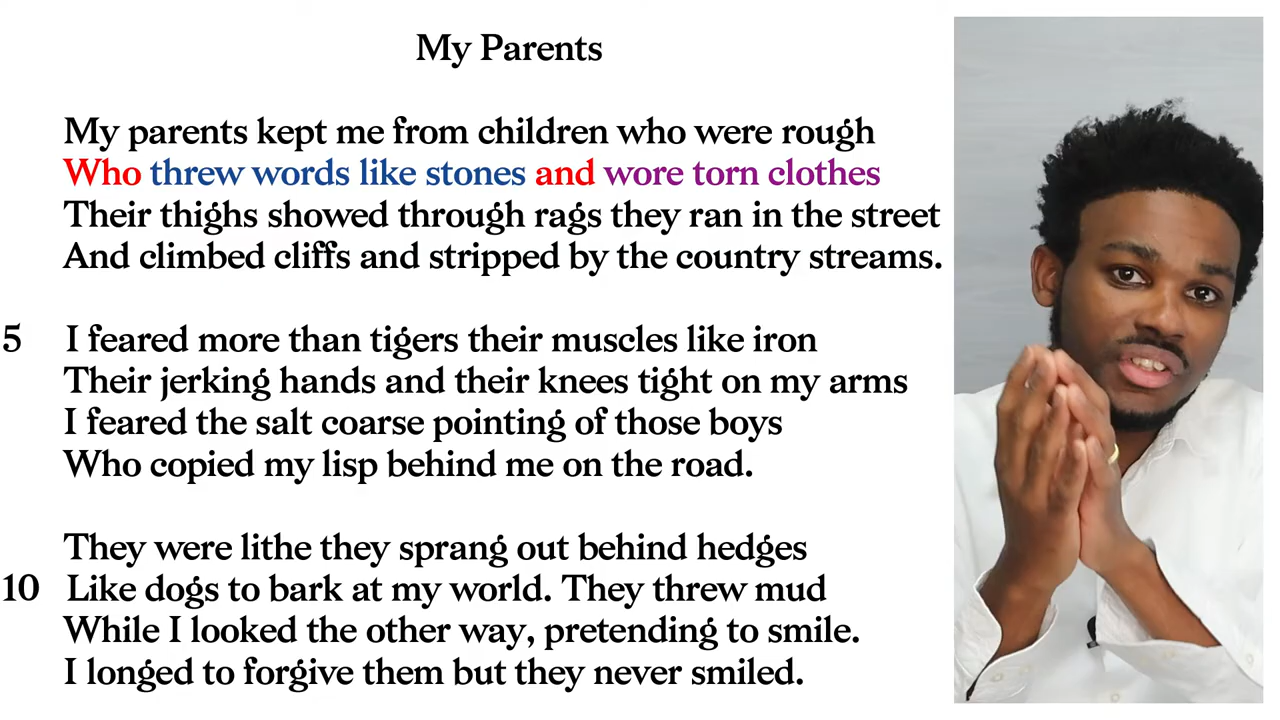 My Parents
My parents kept me from children who were rough
Who threw words like stones and wore torn clothes
Their thighs showed through rags they ran in the street
And climbed cliffs and stripped by the country streams.
5 I feared more than tigers their muscles like iron
Their jerking hands and their knees tight on my arms
I feared the salt coarse pointing of those boys
Who copied my lisp behind me on the road.
They were lithe they sprang out behind hedges
10 Like dogs to bark at my world. They threw mud
While I looked the other way, pretending to smile.
I longed to forgive them but they never smiled.